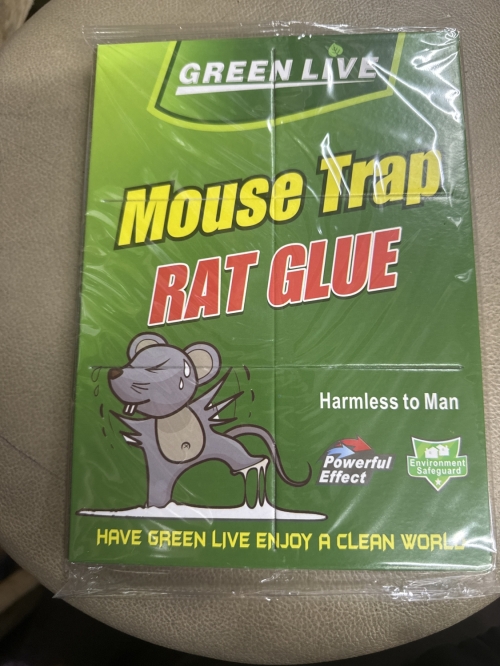 GREEN LIVE
Mouse Trap
RAT GLUE
Harmless to Man
Powerful
Effect
Environment
Safeguard
HAVE GREEN LIVE ENJOY A CLEAN WORLD